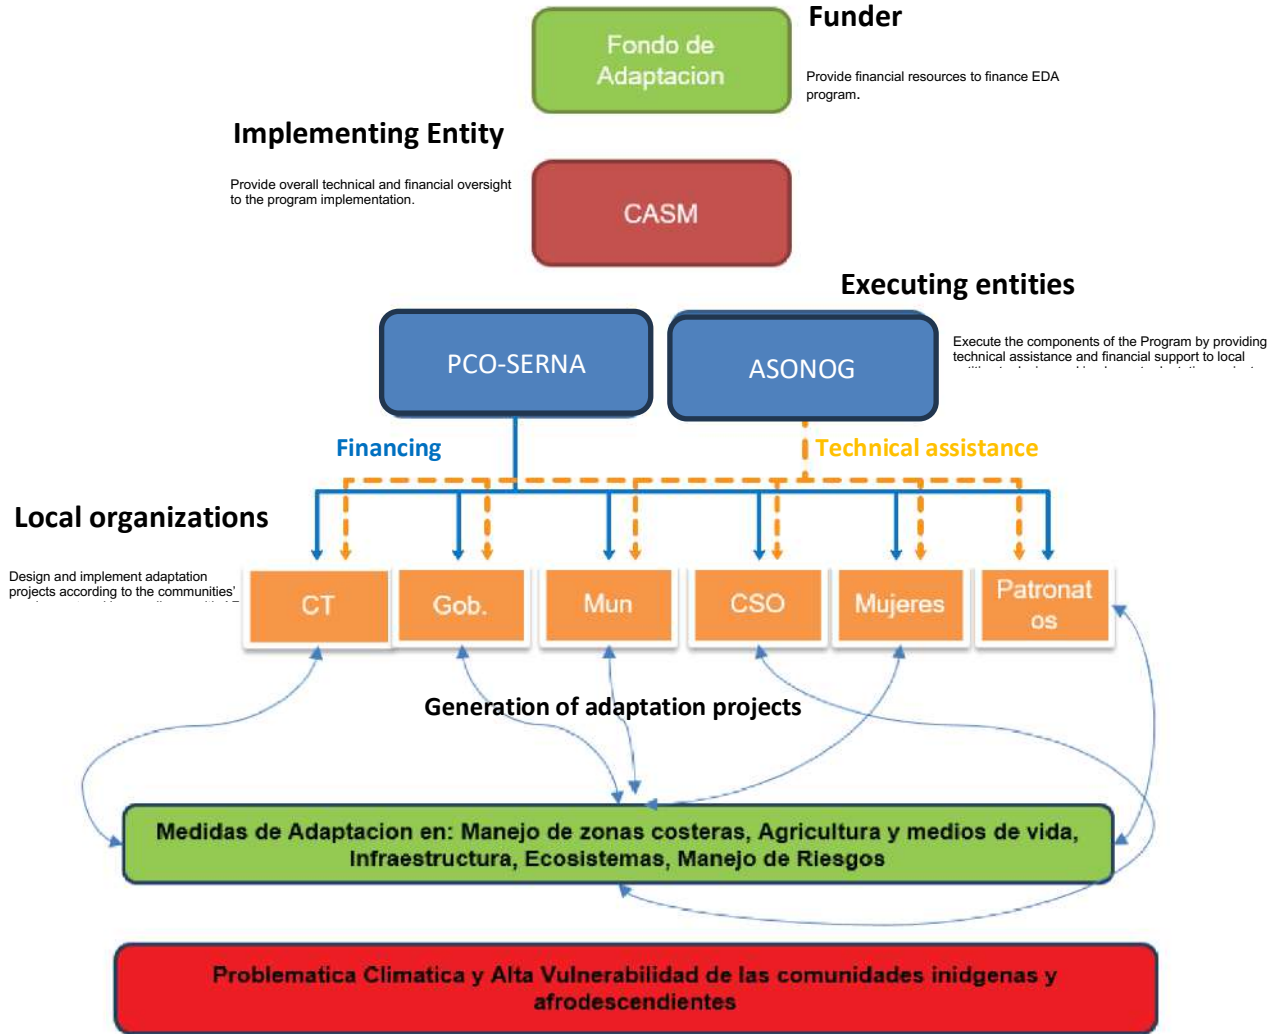 Funder
Fondo de
Adaptacion
Provide financial resources to finance EDA
program.
Implementing Entity
Provide overall technical and financial oversight
to the program implementation.
CASM
Executing entities
PCO-SERNA
ASONOG
Execute the components of the Program by providing
technical assistance and financial support to local
Financing
Technical assistance
Local organizations
Design and implement adaptation
projects according to the communities'
CT
Gob.
Mun
CSO
Mujeres
Patronat
os
Generation of adaptation projects
Medidas de Adaptacion en: Manejo de zonas costeras, Agricultura y medios de vida,
Infraestructura, Ecosistemas, Manejo de Riesgos
Problematica Climatica y Alta Vulnerabilidad de las comunidades inidgenas y
afrodescendientes